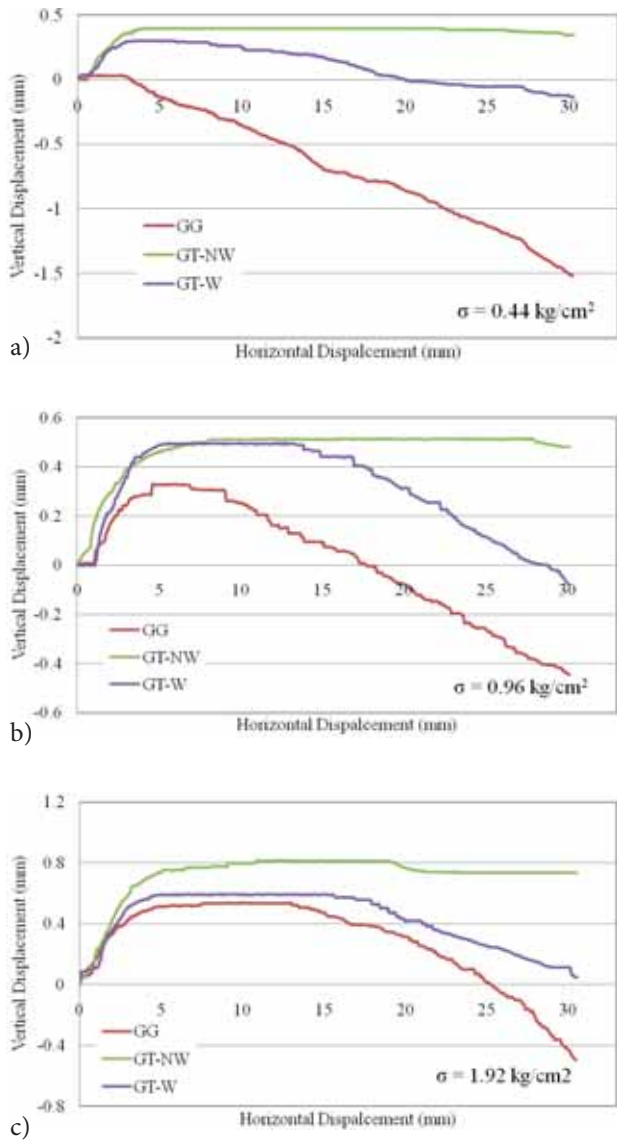 0.5
0
-0.5
-1
-1.5
-2
0 5 10 15 20 25 30
Vertical Displacement (mm)
GG
GT-NW
GT-W
σ = 0.44 kg/cm²
Horizontal Dispalcement (mm)
a)
0.6
0.4
0.2
0
-0.2
-0.4
-0.6
0 5 10 15 20 25 30
Vertical Displacement (mm)
GG
GT-NW
GT-W
σ = 0.96 kg/cm²
Horizontal Dispalcement (mm)
b)
1.2
0.8
0.4
0
-0.4
-0.8
0 5 10 15 20 25 30
Vertical Displacement (mm)
GG
GT-NW
GT-W
σ = 1.92 kg/cm2
Horizontal Dispalcement (mm)
c)